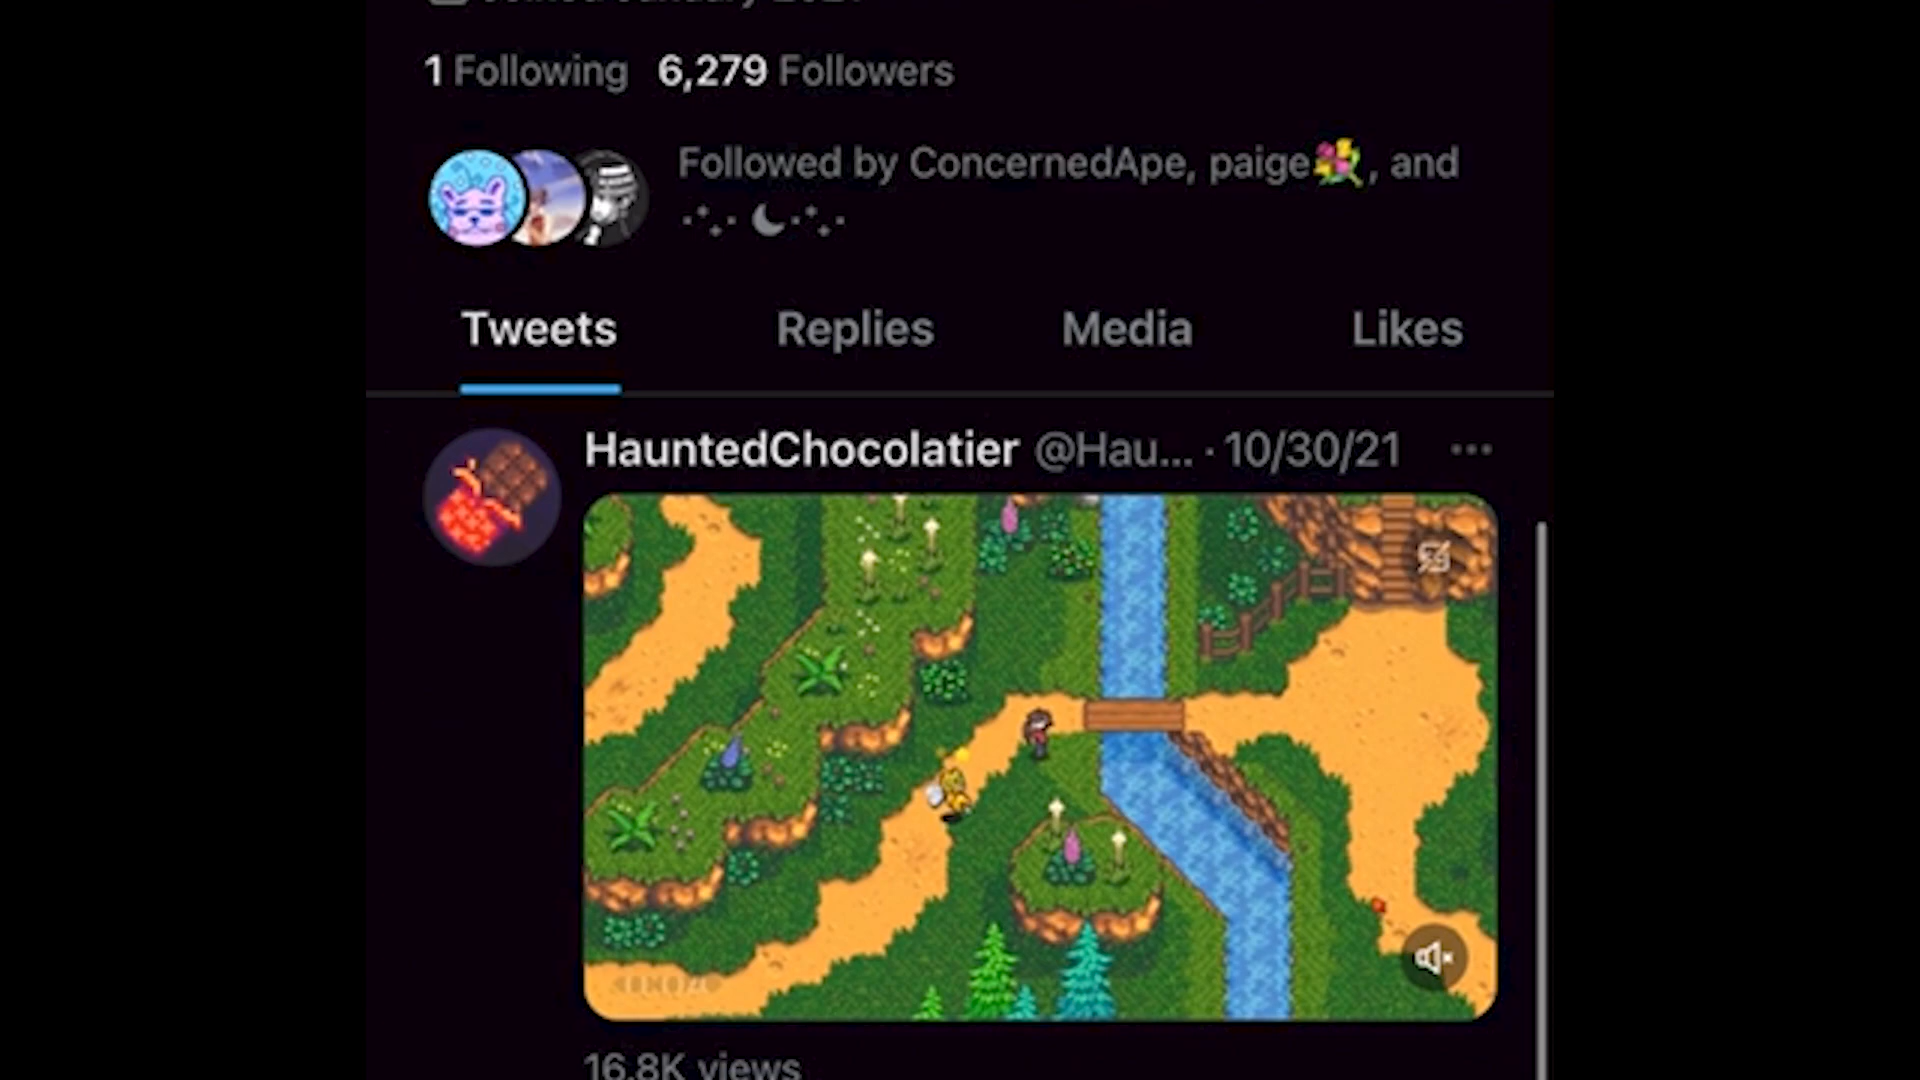 1 Following 6,279 Followers
Followed by ConcernedApe, paige💐, and
⋅⁺₊⋅ ☾⋅⁺₊⋅
Tweets Replies Media Likes
HauntedChocolatier @Hau... · 10/30/21
16.8K views